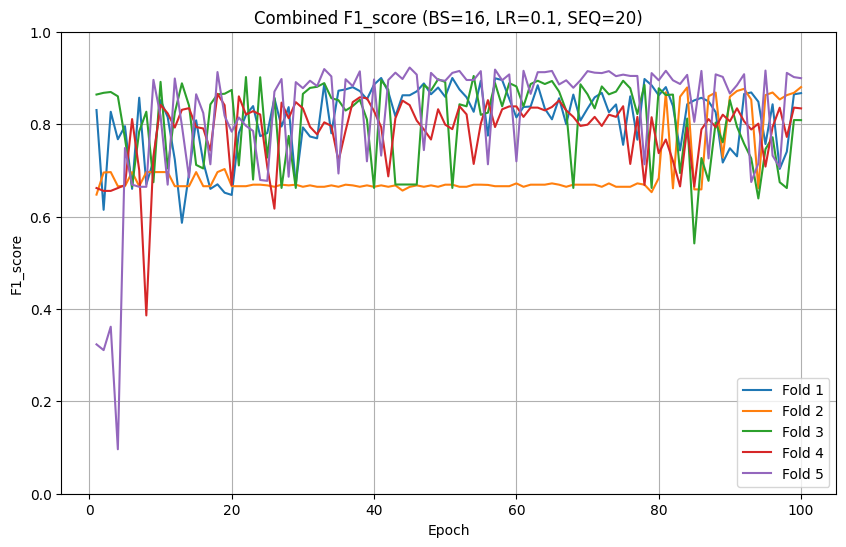 Combined F1_score (BS=16, LR=0.1, SEQ=20)
1.0
0.8
0.6
0.4
0.2
0.0
F1_score
0 20 40 60 80 100
Epoch
Fold 1
Fold 2
Fold 3
Fold 4
Fold 5